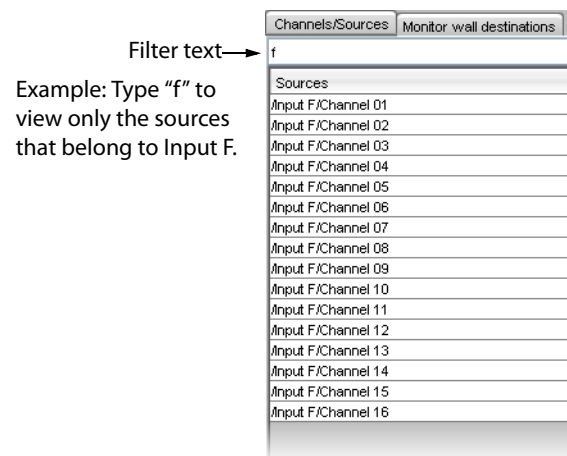 Channels/Sources Monitor wall destinations
Filter text
f
Example: Type “f” to
view only the sources
that belong to Input F.
Sources
/Input F/Channel 01
/Input F/Channel 02
/Input F/Channel 03
/Input F/Channel 04
/Input F/Channel 05
/Input F/Channel 06
/Input F/Channel 07
/Input F/Channel 08
/Input F/Channel 09
/Input F/Channel 10
/Input F/Channel 11
/Input F/Channel 12
/Input F/Channel 13
/Input F/Channel 14
/Input F/Channel 15
/Input F/Channel 16